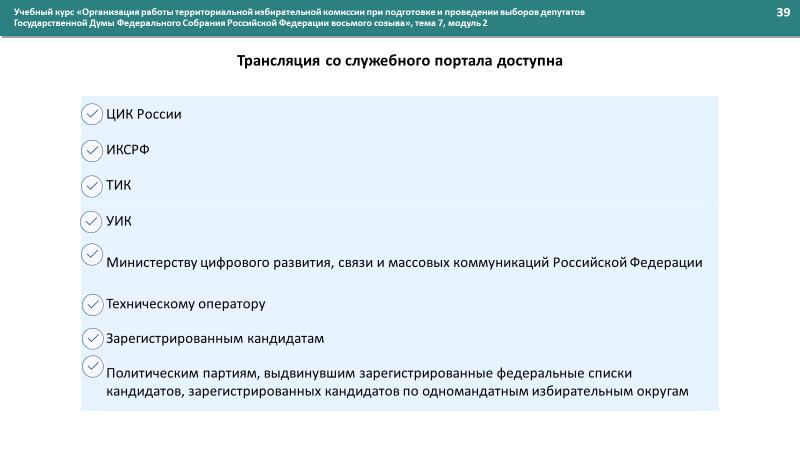 Учебный курс «Организация работы территориальной избирательной комиссии при подготовке и проведении выборов депутатов
Государственной Думы Федерального Собрания Российской Федерации восьмого созыва», тема 7, модуль 2
39
Трансляция со служебного портала доступна
ЦИК России
ИКСРФ
ТИК
УИК
Министерству цифрового развития, связи и массовых коммуникаций Российской Федерации
Техническому оператору
Зарегистрированным кандидатам
Политическим партиям, выдвинувшим зарегистрированные федеральные списки
кандидатов, зарегистрированных кандидатов по одномандатным избирательным округам